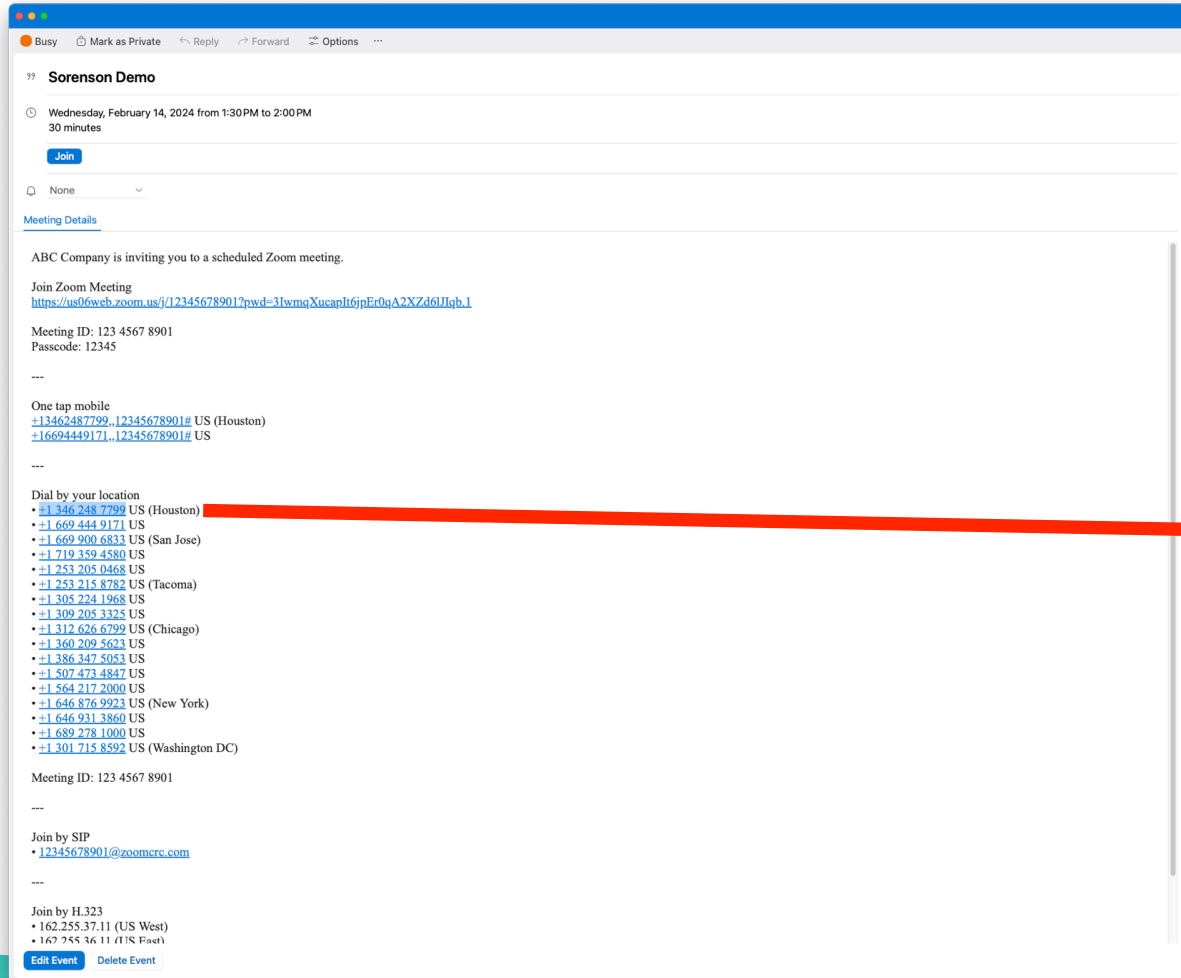 Busy Mark as Private Reply Forward Options ...
Sorenson Demo
Wednesday, February 14, 2024 from 1:30 PM to 2:00 PM
30 minutes
Join
None
Meeting Details
ABC Company is inviting you to a scheduled Zoom meeting.
Join Zoom Meeting
https://us06web.zoom.us/j/12345678901?pwd=3IwmqXucapIt6jpEr0qA2XZd6lJIqb.1
Meeting ID: 123 4567 8901
Passcode: 12345
---
One tap mobile
+13462487799,,12345678901# US (Houston)
+16694449171,,12345678901# US
---
Dial by your location
• +1 346 248 7799 US (Houston)
• +1 669 444 9171 US
• +1 669 900 6833 US (San Jose)
• +1 719 359 4580 US
• +1 253 205 0468 US
• +1 253 215 8782 US (Tacoma)
• +1 305 224 1968 US
• +1 309 205 3325 US
• +1 312 626 6799 US (Chicago)
• +1 360 209 5623 US
• +1 386 347 5053 US
• +1 507 473 4847 US
• +1 564 217 2000 US
• +1 646 876 9923 US (New York)
• +1 646 931 3860 US
• +1 689 278 1000 US
• +1 301 715 8592 US (Washington DC)
Meeting ID: 123 4567 8901
---
Join by SIP
• 12345678901@zoomcrc.com
---
Join by H.323
• 162.255.37.11 (US West)
• 162.255.36.11 (US East)
Edit Event Delete Event